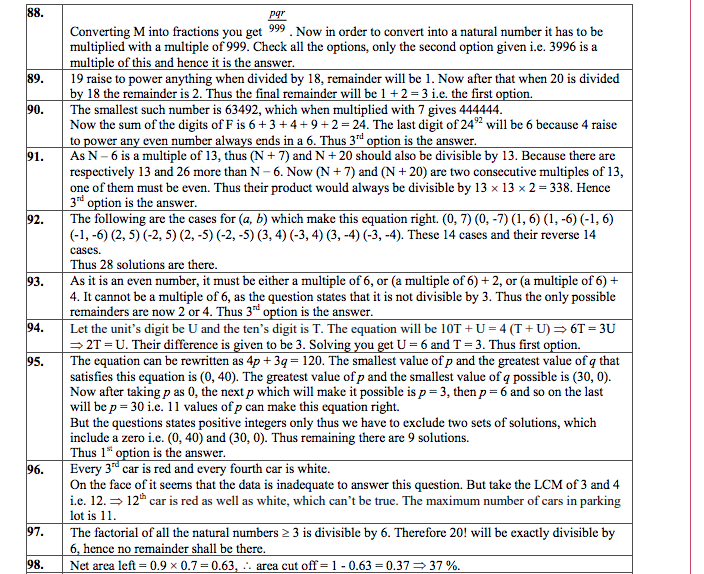 88.
pqr
Converting M into fractions you get 999 . Now in order to convert into a natural number it has to be
multiplied with a multiple of 999. Check all the options, only the second option given i.e. 3996 is a
multiple of this and hence it is the answer.
89. 19 raise to power anything when divided by 18, remainder will be 1. Now after that when 20 is divided
by 18 the remainder is 2. Thus the final remainder will be 1 + 2 = 3 i.e. the first option.
90. The smallest such number is 63492, which when multiplied with 7 gives 444444.
Now the sum of the digits of F is 6 + 3 + 4 + 9 + 2 = 24. The last digit of 24⁹² will be 6 because 4 raise
to power any even number always ends in a 6. Thus 3rd option is the answer.
91. As N – 6 is a multiple of 13, thus (N + 7) and N + 20 should also be divisible by 13. Because there are
respectively 13 and 26 more than N – 6. Now (N + 7) and (N + 20) are two consecutive multiples of 13,
one of them must be even. Thus their product would always be divisible by 13 × 13 × 2 = 338. Hence
3rd option is the answer.
92. The following are the cases for (a, b) which make this equation right. (0, 7) (0, -7) (1, 6) (1, -6) (-1, 6)
(-1, -6) (2, 5) (-2, 5) (2, -5) (-2, -5) (3, 4) (-3, 4) (3, -4) (-3, -4). These 14 cases and their reverse 14
cases.
Thus 28 solutions are there.
93. As it is an even number, it must be either a multiple of 6, or (a multiple of 6) + 2, or (a multiple of 6) +
4. It cannot be a multiple of 6, as the question states that it is not divisible by 3. Thus the only possible
remainders are now 2 or 4. Thus 3rd option is the answer.
94. Let the unit's digit be U and the ten's digit is T. The equation will be 10T + U = 4 (T + U) ⇒ 6T = 3U
⇒ 2T = U. Their difference is given to be 3. Solving you get U = 6 and T = 3. Thus first option.
95. The equation can be rewritten as 4p + 3q = 120. The smallest value of p and the greatest value of q that
satisfies this equation is (0, 40). The greatest value of p and the smallest value of q possible is (30, 0).
Now after taking p as 0, the next p which will make it possible is p = 3, then p = 6 and so on the last
will be p = 30 i.e. 11 values of p can make this equation right.
But the questions states positive integers only thus we have to exclude two sets of solutions, which
include a zero i.e. (0, 40) and (30, 0). Thus remaining there are 9 solutions.
Thus 1st option is the answer.
96. Every 3rd car is red and every fourth car is white.
On the face of it seems that the data is inadequate to answer this question. But take the LCM of 3 and 4
i.e. 12. ⇒ 12th car is red as well as white, which can't be true. The maximum number of cars in parking
lot is 11.
97. The factorial of all the natural numbers ≥ 3 is divisible by 6. Therefore 20! will be exactly divisible by
6, hence no remainder shall be there.
98. Net area left = 0.9 × 0.7 = 0.63, ∴ area cut off = 1 - 0.63 = 0.37 ⇒ 37 %.